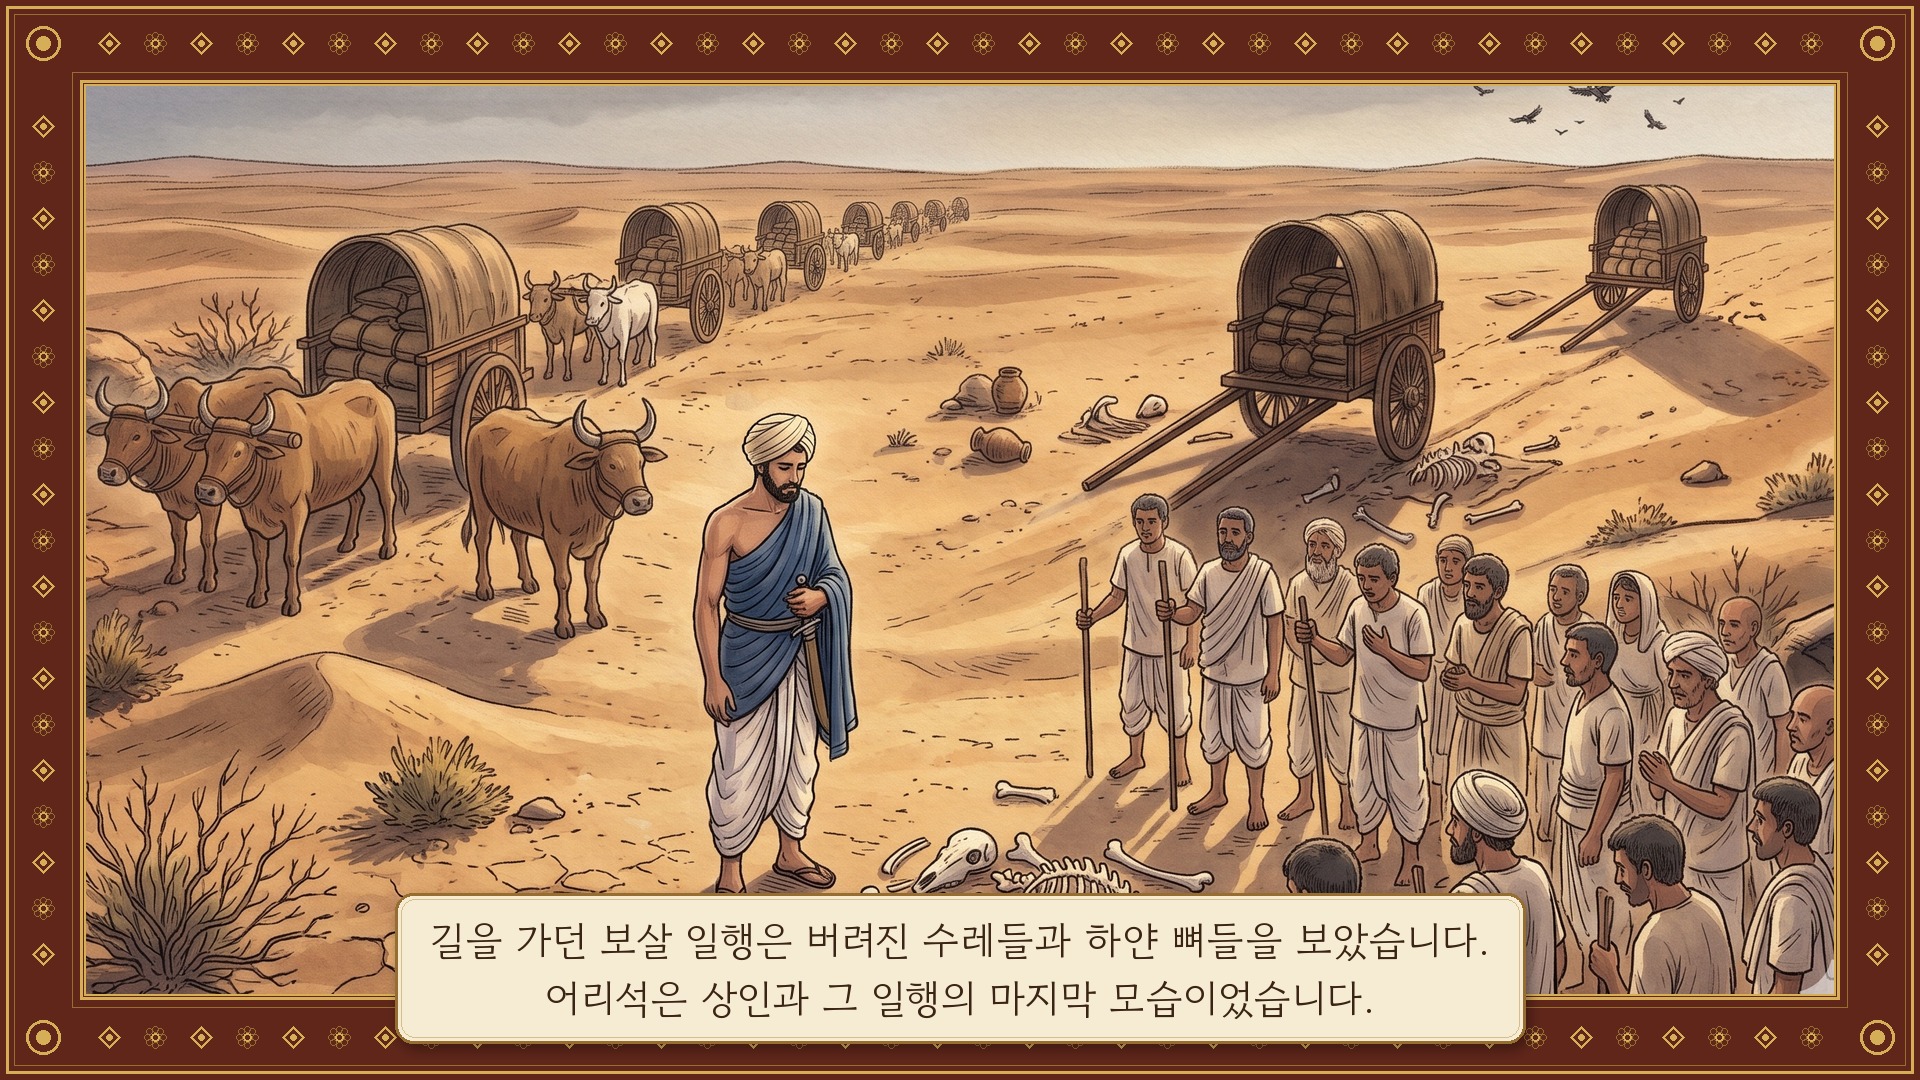 길을 가던 보살 일행은 버려진 수레들과 하얀 뼈들을 보았습니다.
어리석은 상인과 그 일행의 마지막 모습이었습니다.